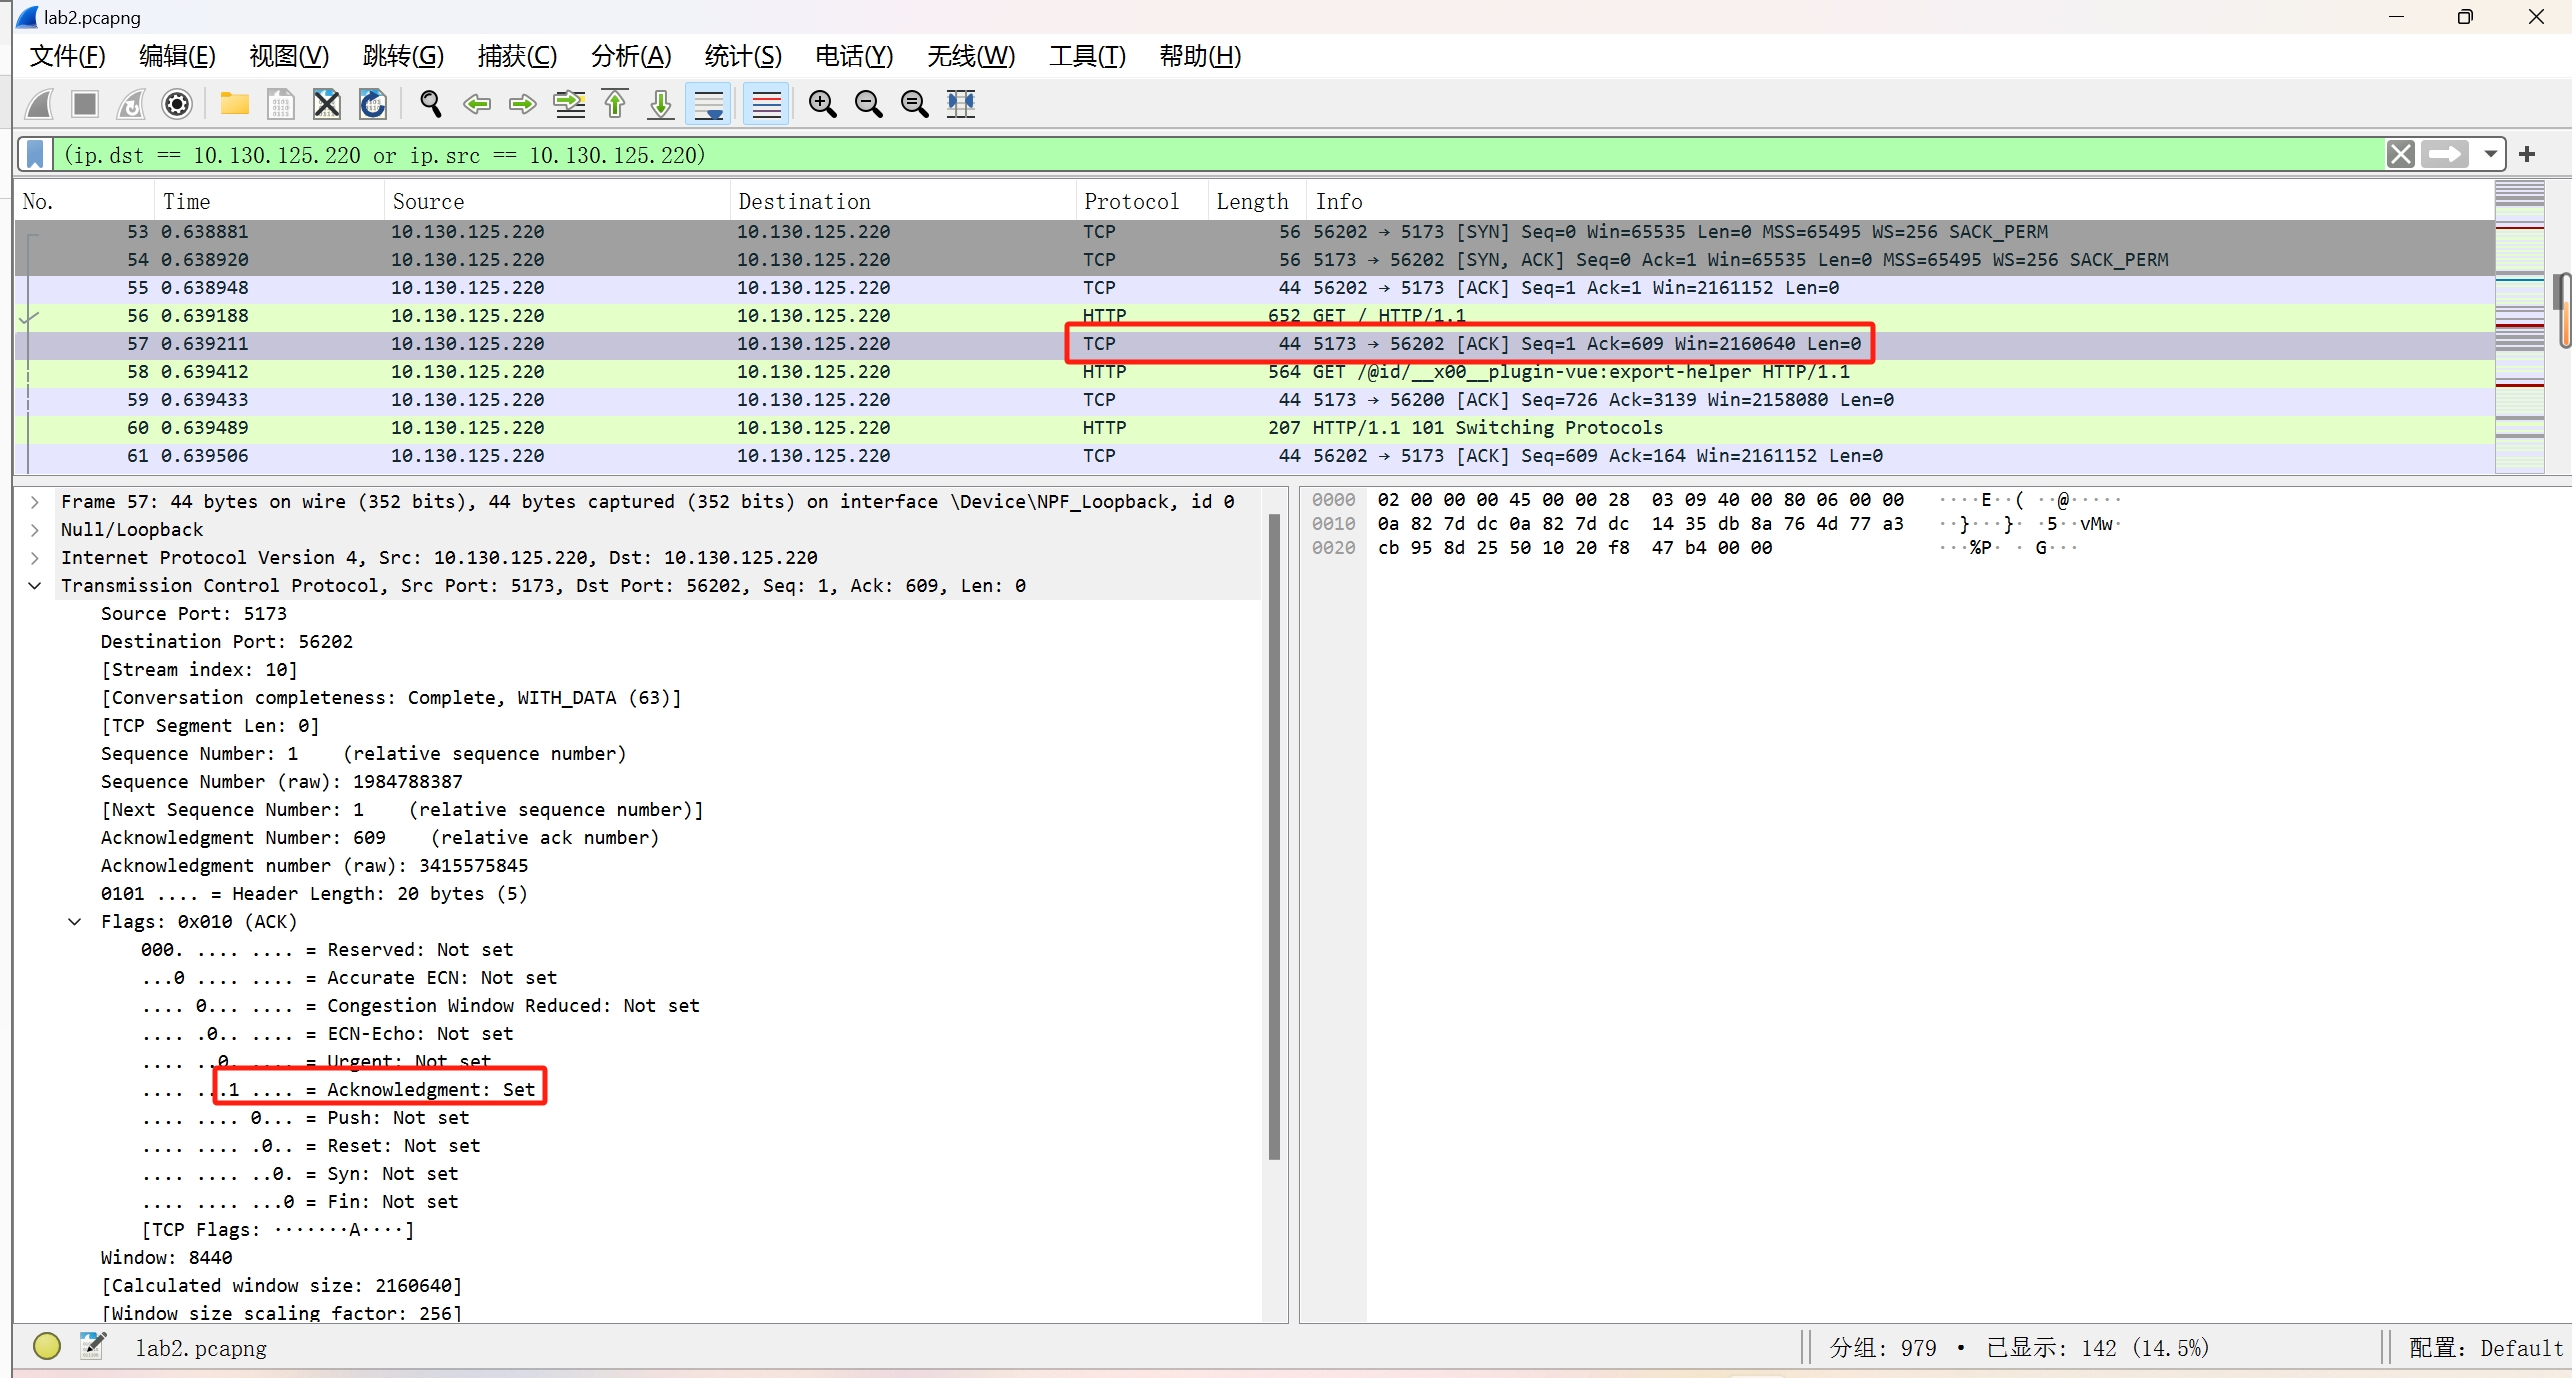 lab2.pcapng
文件(F) 编辑(E) 视图(V) 跳转(G) 捕获(C) 分析(A) 统计(S) 电话(Y) 无线(W) 工具(T) 帮助(H)
(ip.dst == 10.130.125.220 or ip.src == 10.130.125.220)
No. Time Source Destination Protocol Length Info
53 0.638881 10.130.125.220 10.130.125.220 TCP 56 56202 → 5173 [SYN] Seq=0 Win=65535 Len=0 MSS=65495 WS=256 SACK_PERM
54 0.638920 10.130.125.220 10.130.125.220 TCP 56 5173 → 56202 [SYN, ACK] Seq=0 Ack=1 Win=65535 Len=0 MSS=65495 WS=256 SACK_PERM
55 0.638948 10.130.125.220 10.130.125.220 TCP 44 56202 → 5173 [ACK] Seq=1 Ack=1 Win=2161152 Len=0
56 0.639188 10.130.125.220 10.130.125.220 HTTP 652 GET / HTTP/1.1
57 0.639211 10.130.125.220 10.130.125.220 TCP 44 5173 → 56202 [ACK] Seq=1 Ack=609 Win=2160640 Len=0
58 0.639412 10.130.125.220 10.130.125.220 HTTP 564 GET /@id/__x00__plugin-vue:export-helper HTTP/1.1
59 0.639433 10.130.125.220 10.130.125.220 TCP 44 5173 → 56200 [ACK] Seq=726 Ack=3139 Win=2158080 Len=0
60 0.639489 10.130.125.220 10.130.125.220 HTTP 207 HTTP/1.1 101 Switching Protocols
61 0.639506 10.130.125.220 10.130.125.220 TCP 44 56202 → 5173 [ACK] Seq=609 Ack=164 Win=2161152 Len=0
Frame 57: 44 bytes on wire (352 bits), 44 bytes captured (352 bits) on interface \Device\NPF_Loopback, id 0
Null/Loopback
Internet Protocol Version 4, Src: 10.130.125.220, Dst: 10.130.125.220
Transmission Control Protocol, Src Port: 5173, Dst Port: 56202, Seq: 1, Ack: 609, Len: 0
Source Port: 5173
Destination Port: 56202
[Stream index: 10]
[Conversation completeness: Complete, WITH_DATA (63)]
[TCP Segment Len: 0]
Sequence Number: 1 (relative sequence number)
Sequence Number (raw): 1984788387
[Next Sequence Number: 1 (relative sequence number)]
Acknowledgment Number: 609 (relative ack number)
Acknowledgment number (raw): 3415575845
0101 .... = Header Length: 20 bytes (5)
Flags: 0x010 (ACK)
000. .... .... = Reserved: Not set
...0 .... .... = Accurate ECN: Not set
.... 0... .... = Congestion Window Reduced: Not set
.... .0.. .... = ECN-Echo: Not set
.... ..0. .... = Urgent: Not set
.... ...1 .... = Acknowledgment: Set
.... .... 0... = Push: Not set
.... .... .0.. = Reset: Not set
.... .... ..0. = Syn: Not set
.... .... ...0 = Fin: Not set
[TCP Flags: ·······A····]
Window: 8440
[Calculated window size: 2160640]
[Window size scaling factor: 256]
0000 02 00 00 00 45 00 00 28 03 09 40 00 80 06 00 00 ····E··( ··@·····
0010 0a 82 7d dc 0a 82 7d dc 14 35 db 8a 76 4d 77 a3 ··}···}· ·5··vMw·
0020 cb 95 8d 25 50 10 20 f8 47 b4 00 00 ···%P· · G···
lab2.pcapng 分组: 979 · 已显示: 142 (14.5%) 配置: Default